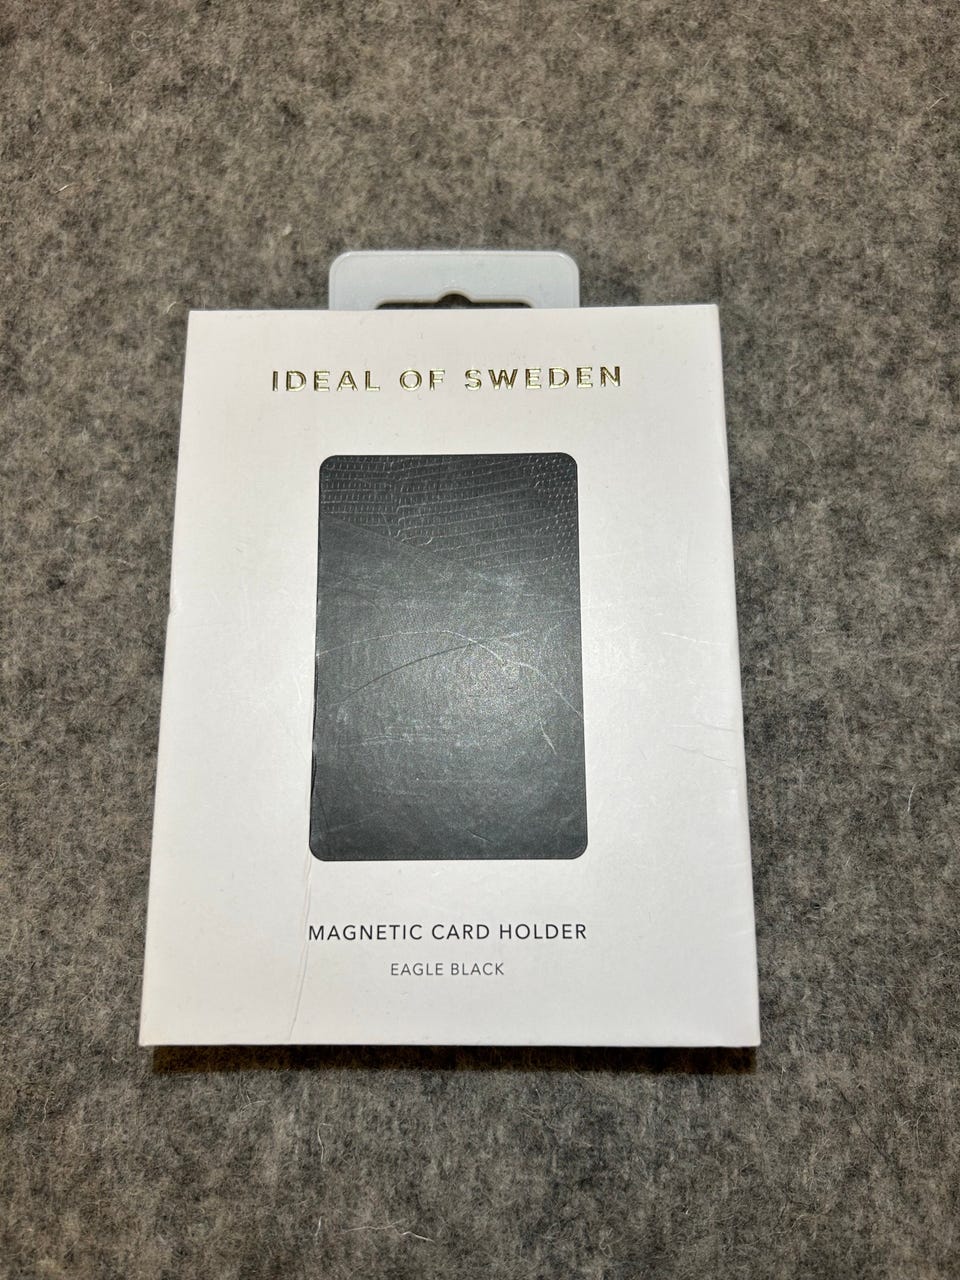 IDEAL OF SWEDEN
MAGNETIC CARD HOLDER
EAGLE BLACK